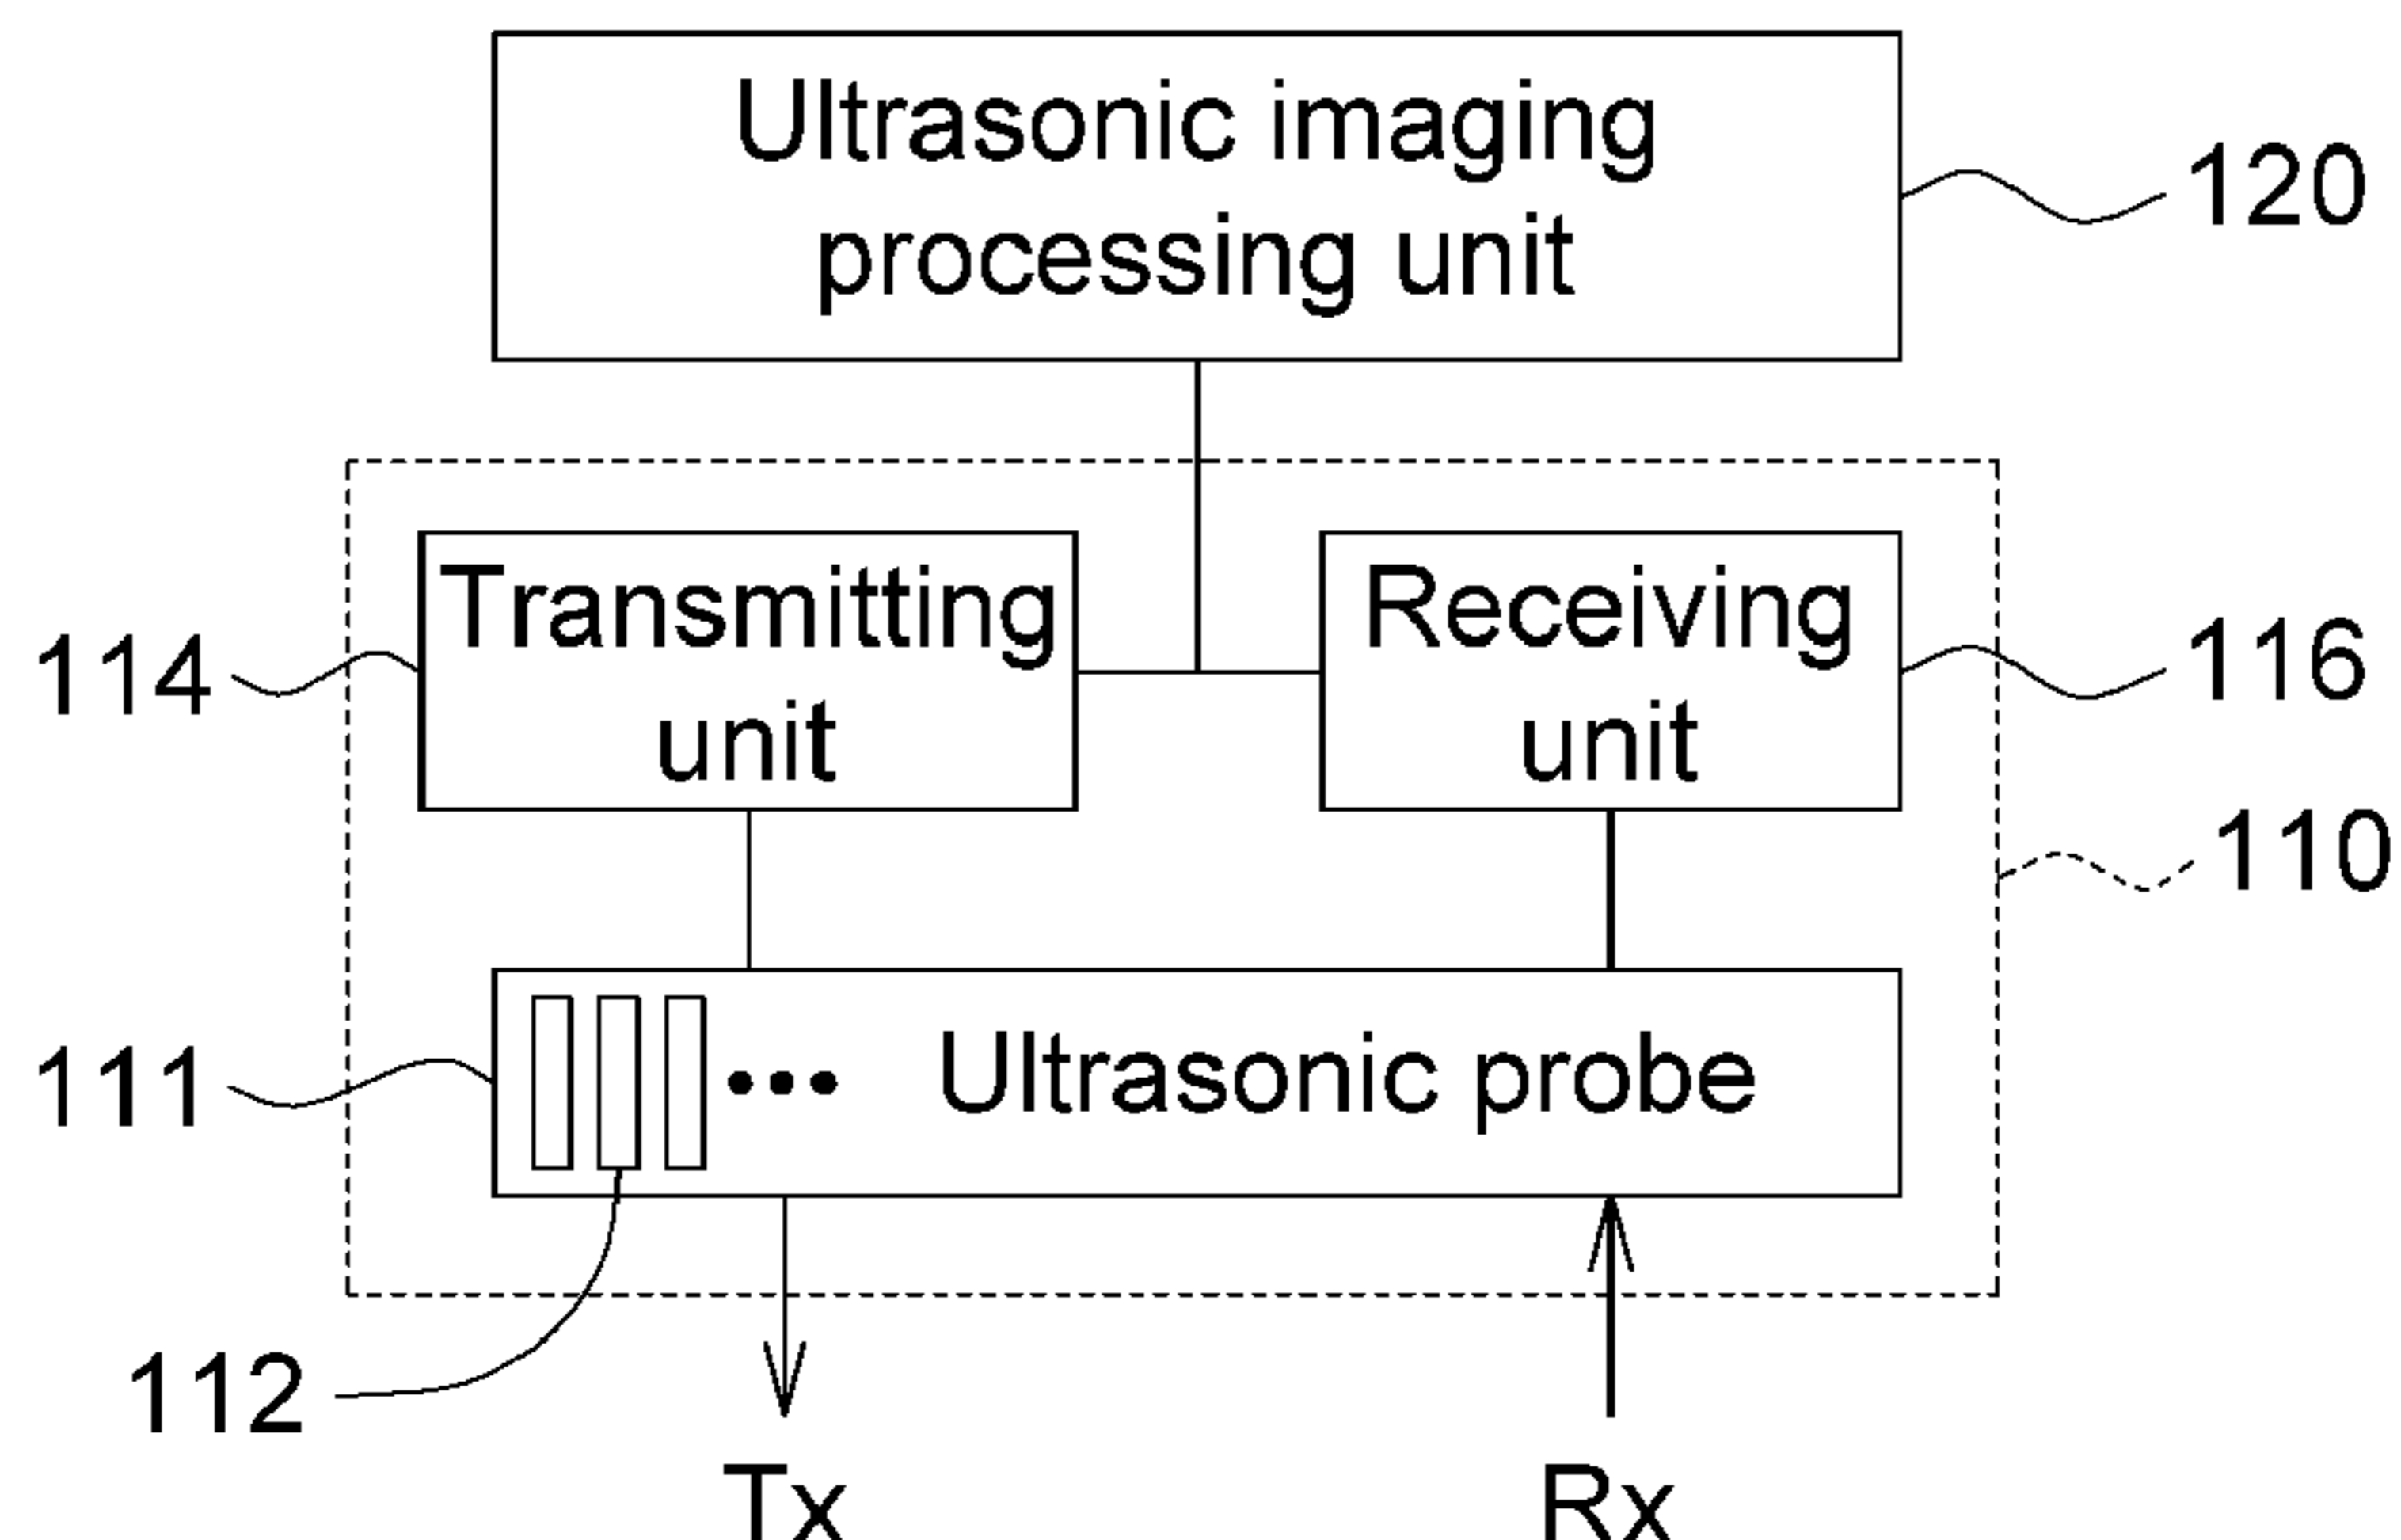 Ultrasonic imaging
processing unit
120
Transmitting
unit
Receiving
unit
114
116
110
111
Ultrasonic probe
112
Tx
Rx